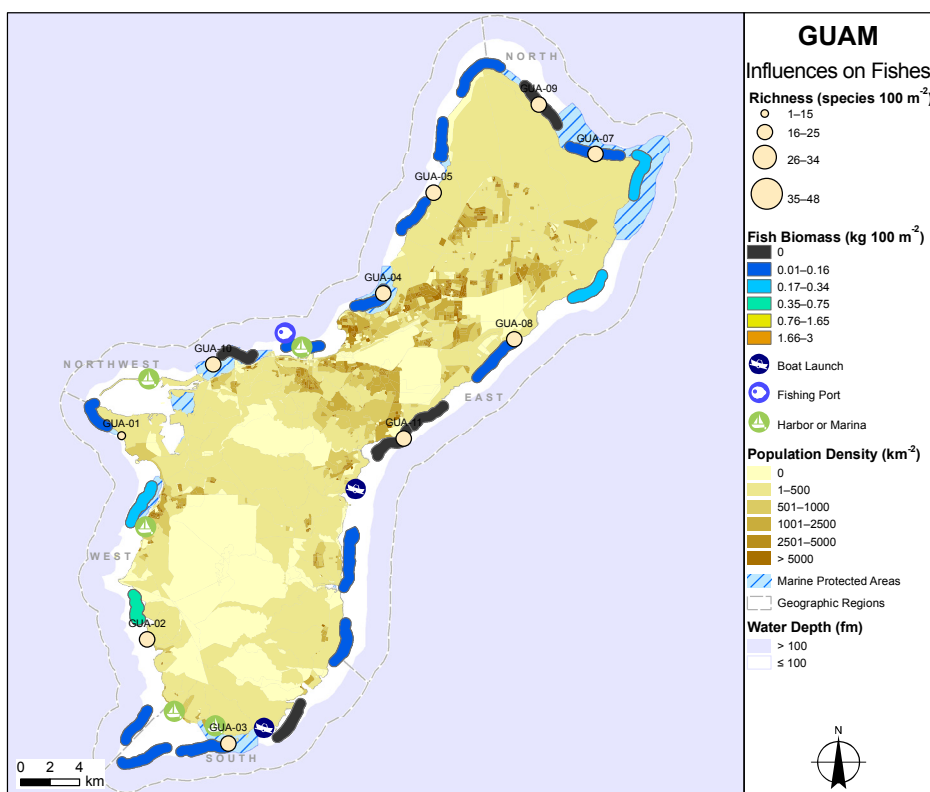 GUAM
Influences on Fishes
Richness (species 100 m⁻²)
1–15
16–25
26–34
35–48
Fish Biomass (kg 100 m⁻²)
0
0.01–0.16
0.17–0.34
0.35–0.75
0.76–1.65
1.66–3
Boat Launch
Fishing Port
Harbor or Marina
Population Density (km⁻²)
0
1–500
501–1000
1001–2500
2501–5000
> 5000
Marine Protected Areas
Geographic Regions
Water Depth (fm)
> 100
≤ 100
N
NORTH
GUA-09
GUA-07
GUA-05
GUA-04
GUA-08
GUA-10
NORTHWEST
EAST
GUA-01
GUA-11
WEST
GUA-02
GUA-03
SOUTH
0 2 4
km